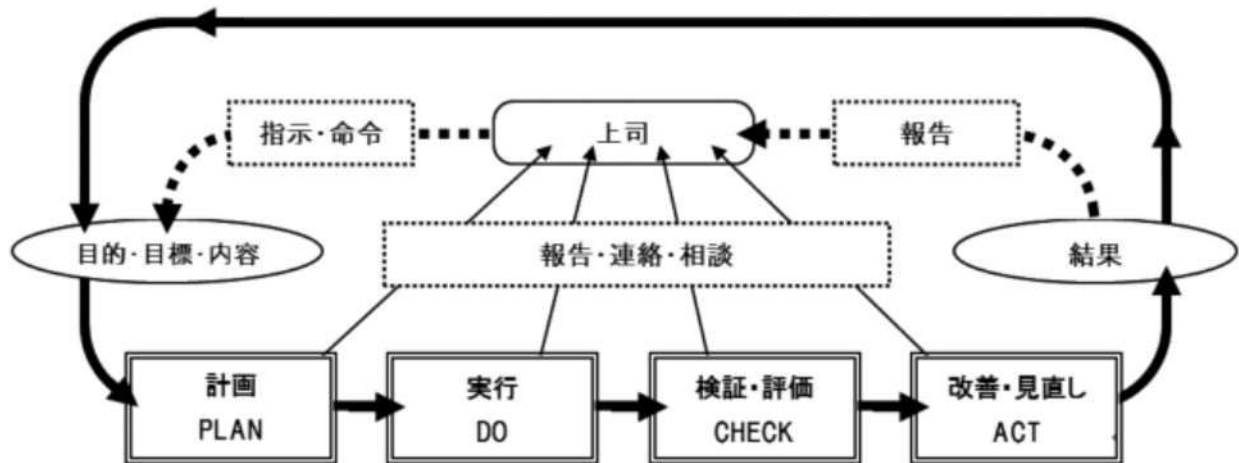 指示・命令
上司
報告
目的・目標・内容
報告・連絡・相談
結果
計画
PLAN
実行
DO
検証・評価
CHECK
改善・見直し
ACT